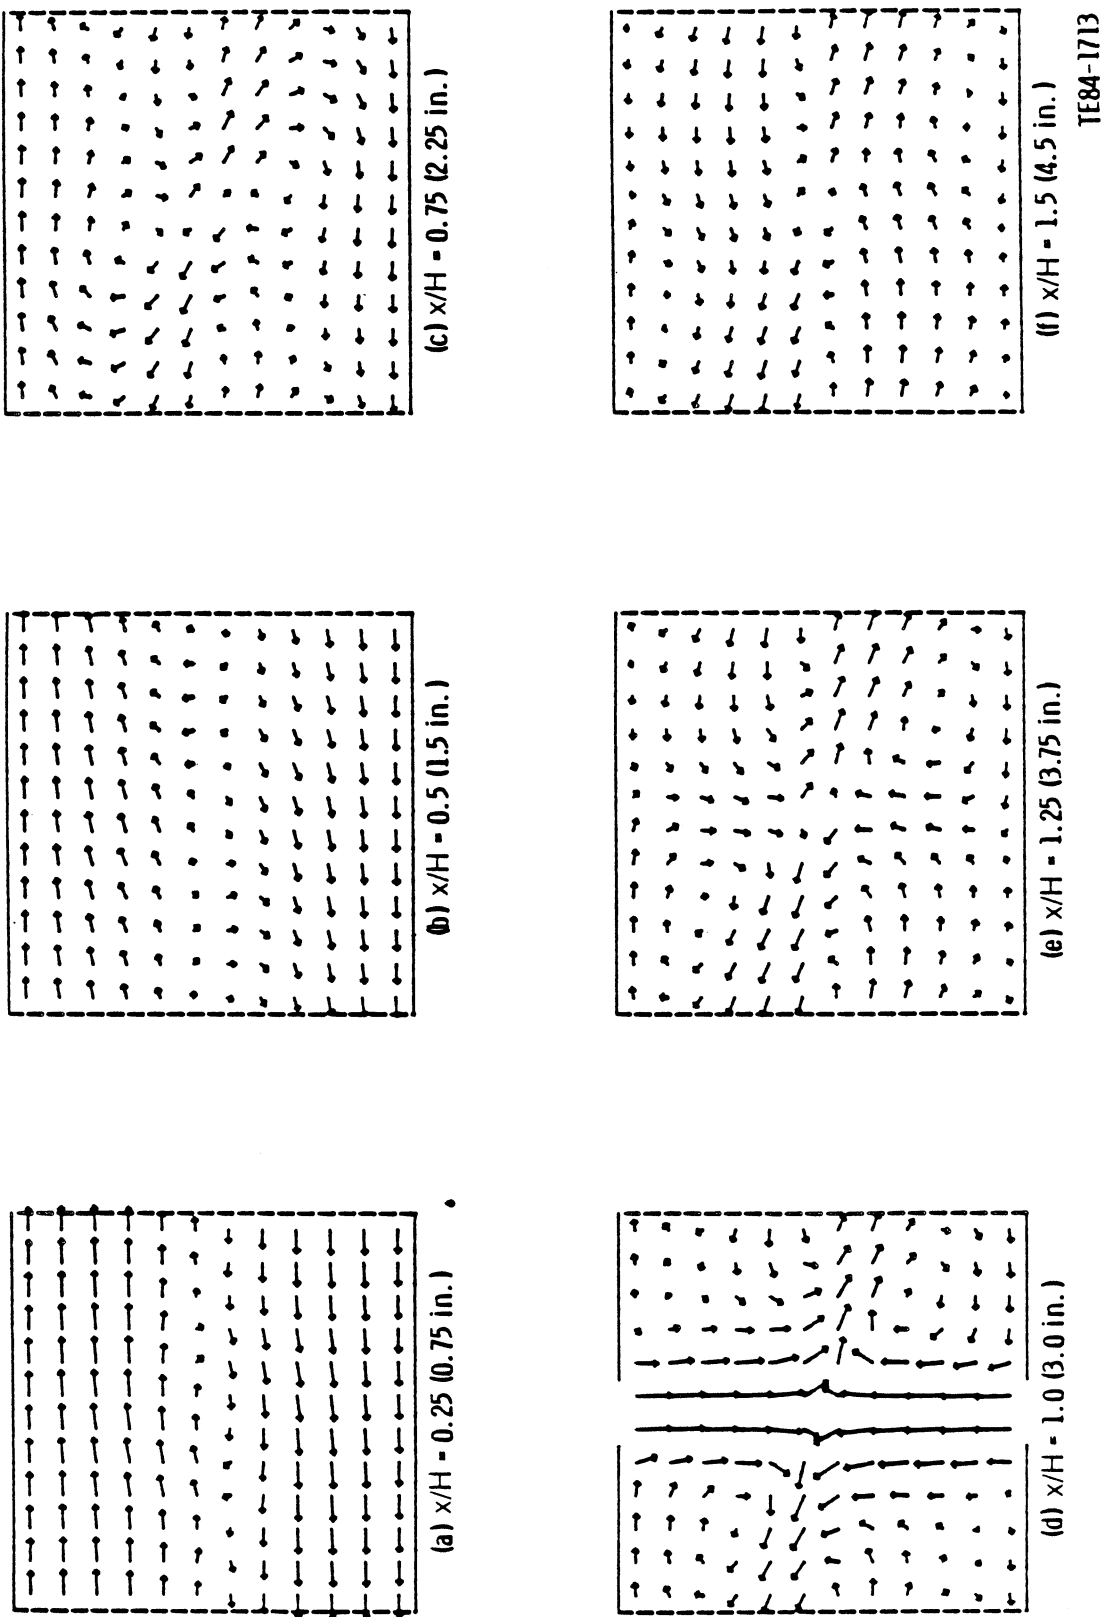 (a) x/H = 0.25 (0.75 in.)
(b) x/H = 0.5 (1.5 in.)
(c) x/H = 0.75 (2.25 in.)
(d) x/H = 1.0 (3.0 in.)
(e) x/H = 1.25 (3.75 in.)
(f) x/H = 1.5 (4.5 in.)
TE84-1713